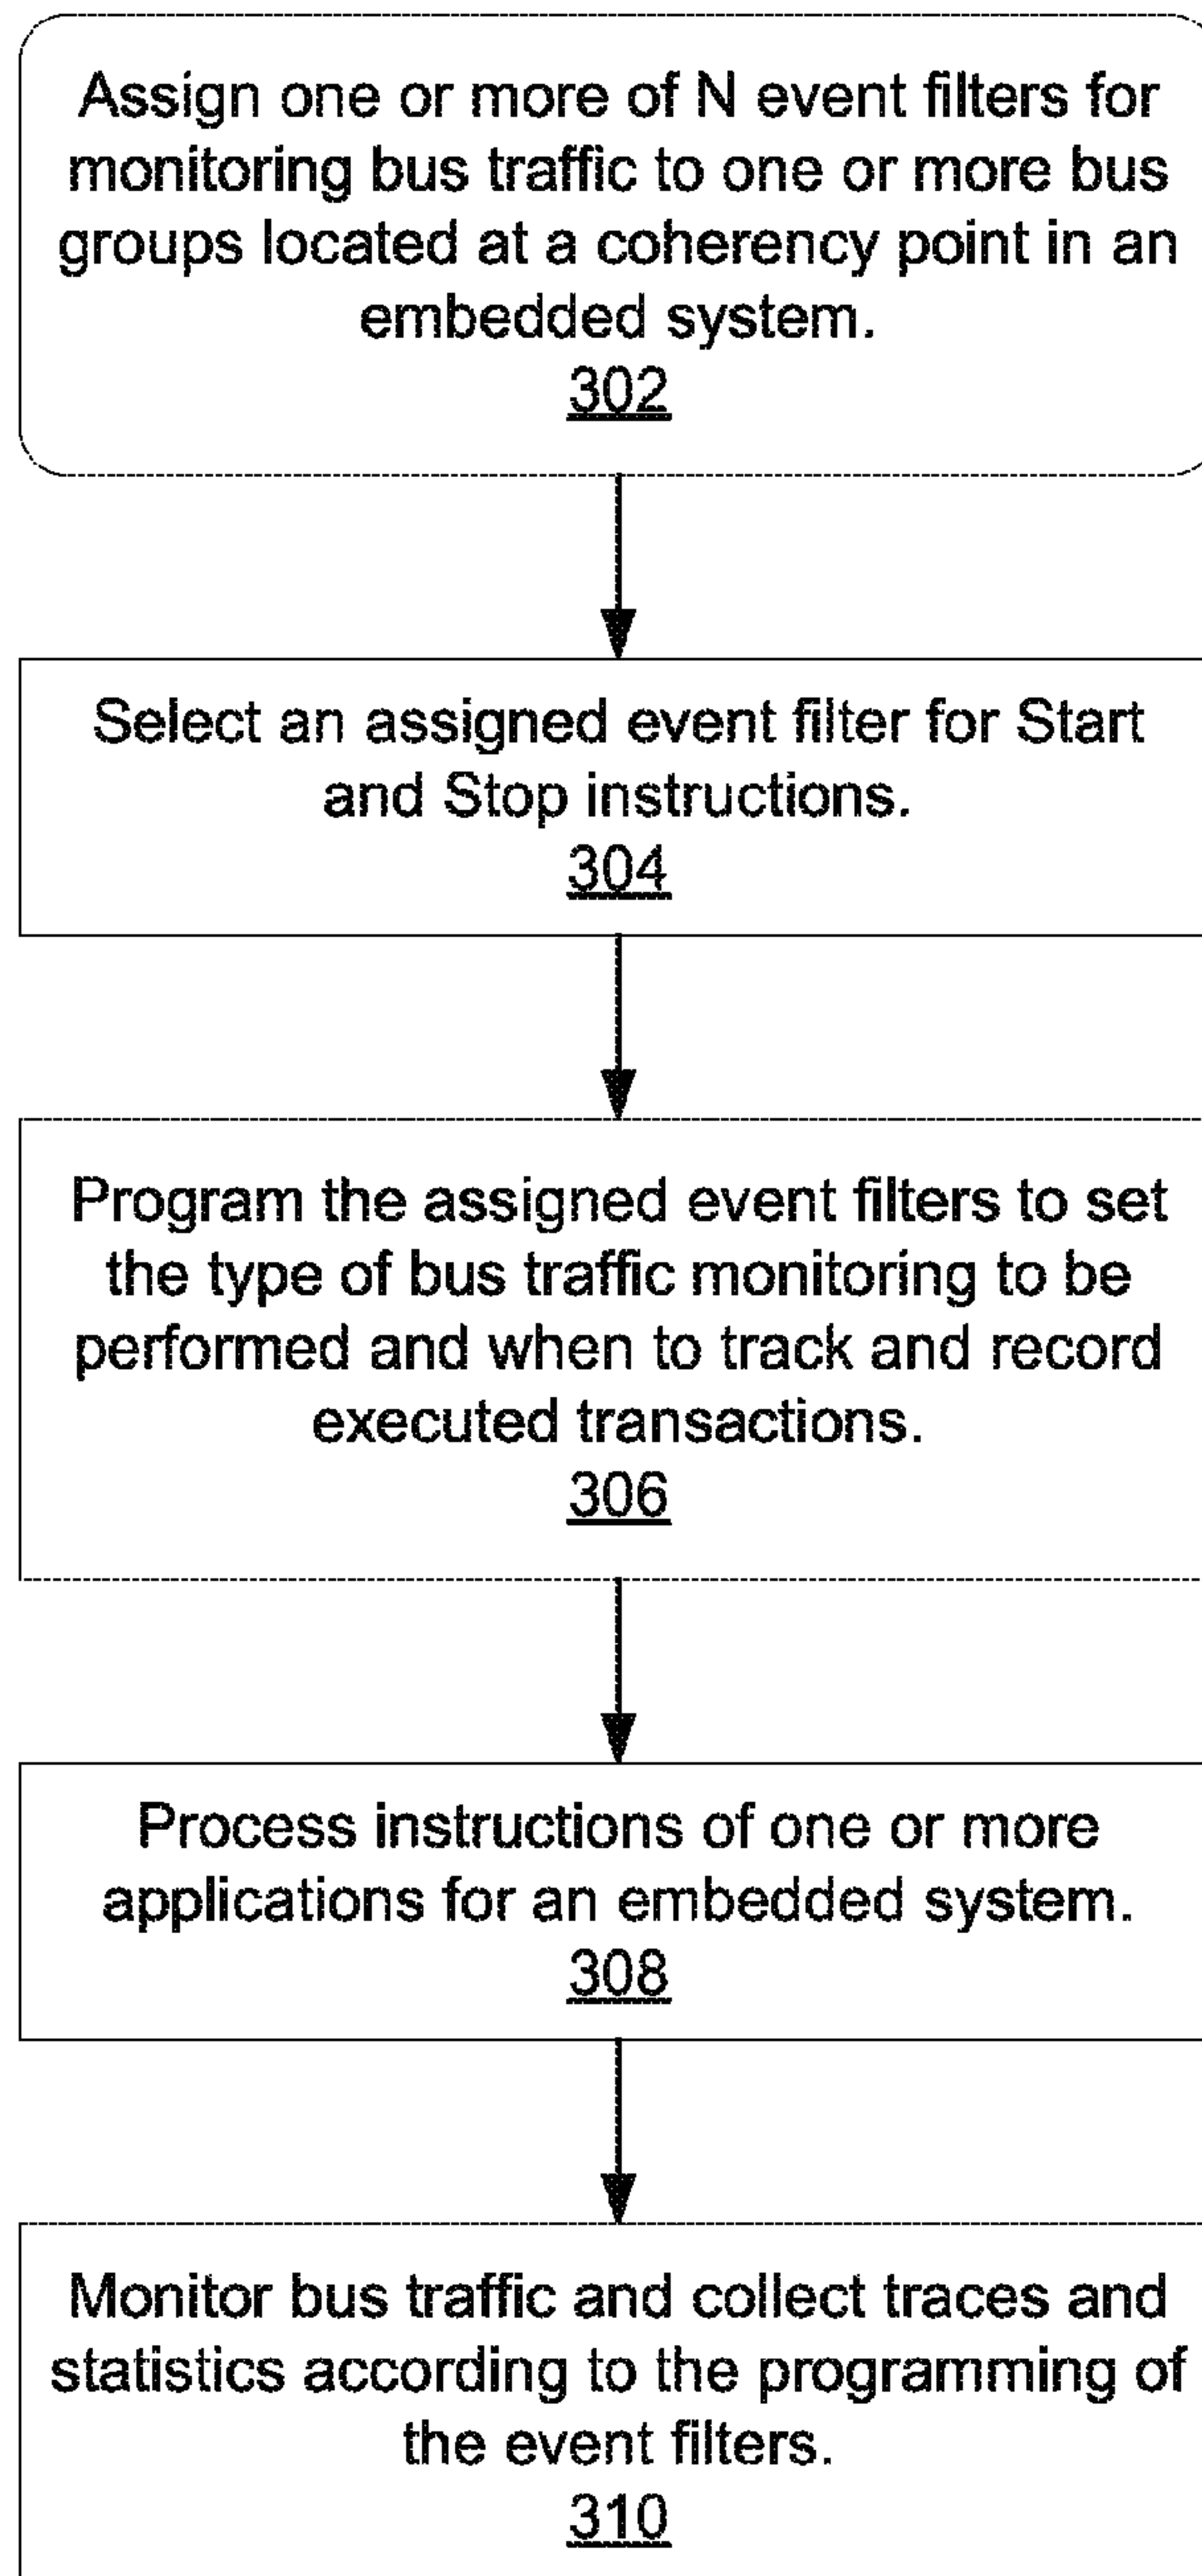 Assign one or more of N event filters for
monitoring bus traffic to one or more bus
groups located at a coherency point in an
embedded system.
302
Select an assigned event filter for Start
and Stop instructions.
304
Program the assigned event filters to set
the type of bus traffic monitoring to be
performed and when to track and record
executed transactions.
306
Process instructions of one or more
applications for an embedded system.
308
Monitor bus traffic and collect traces and
statistics according to the programming of
the event filters.
310